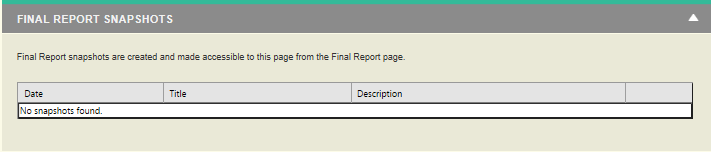 FINAL REPORT SNAPSHOTS
Final Report snapshots are created and made accessible to this page from the Final Report page.
Date Title Description
No snapshots found.